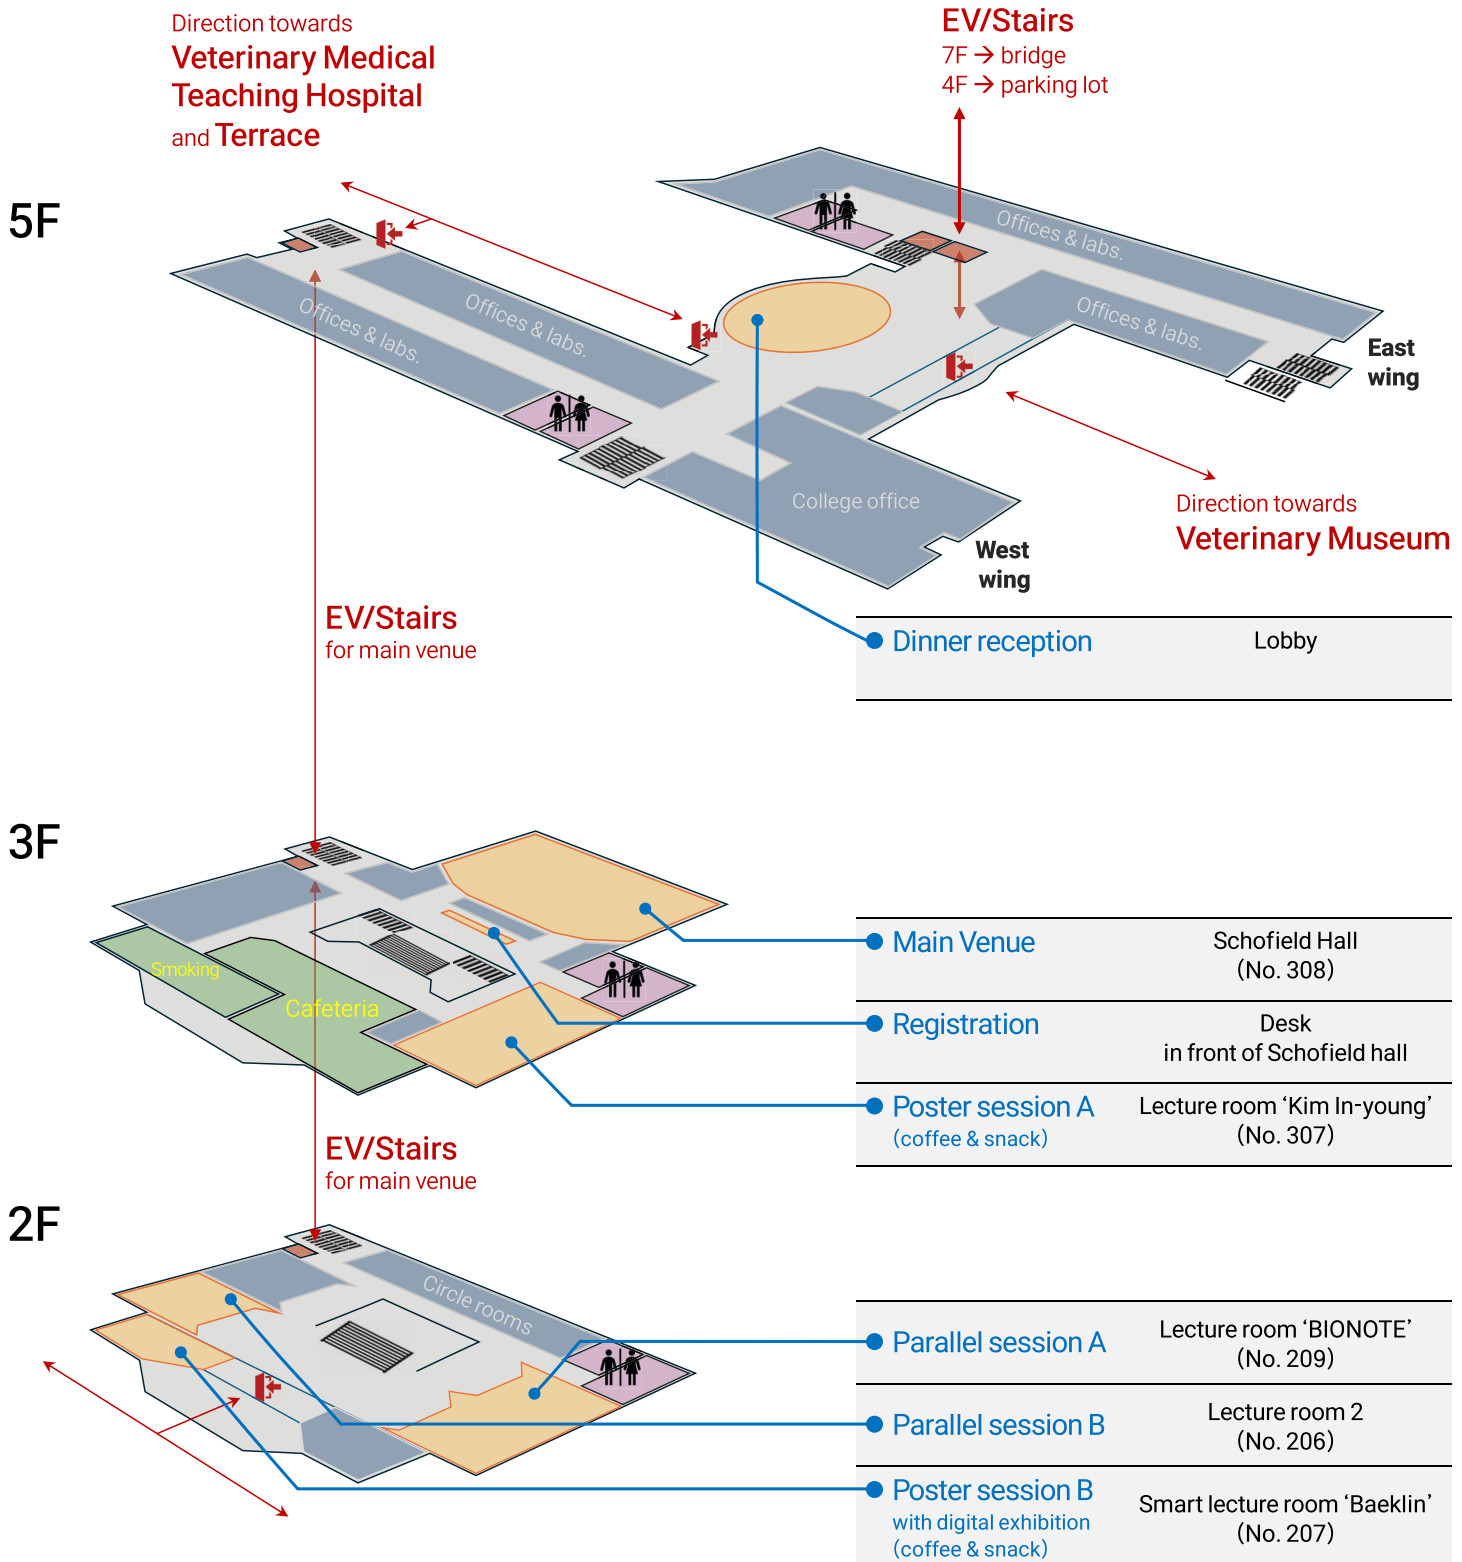 Direction towards
Veterinary Medical
Teaching Hospital
and Terrace
EV/Stairs
7F → bridge
4F → parking lot
5F
Offices & labs.
Offices & labs.
Offices & labs.
Offices & labs.
East
wing
College office
West
wing
Direction towards
Veterinary Museum
EV/Stairs
for main venue
Dinner reception
Lobby
3F
Smoking
Cafeteria
Main Venue
Schofield Hall
(No. 308)
Registration
Desk
in front of Schofield hall
Poster session A
(coffee & snack)
Lecture room ‘Kim In-young’
(No. 307)
EV/Stairs
for main venue
2F
Circle rooms
Parallel session A
Lecture room ‘BIONOTE’
(No. 209)
Parallel session B
Lecture room 2
(No. 206)
Poster session B
with digital exhibition
(coffee & snack)
Smart lecture room ‘Baeklin’
(No. 207)